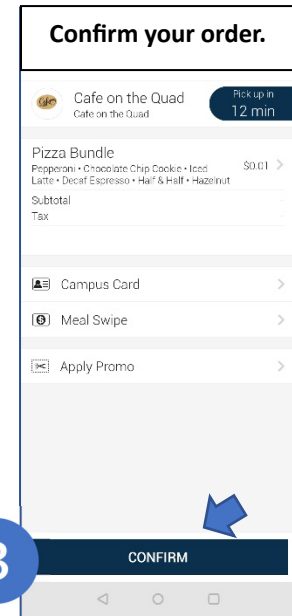 Confirm your order.
Cafe on the Quad
Cafe on the Quad
Pick up in
12 min
Pizza Bundle
$0.01
Pepperoni • Chocolate Chip Cookie • Iced
Latte • Decaf Espresso • Half & Half • Hazelnut
Subtotal
Tax
Campus Card
Meal Swipe
Apply Promo
CONFIRM